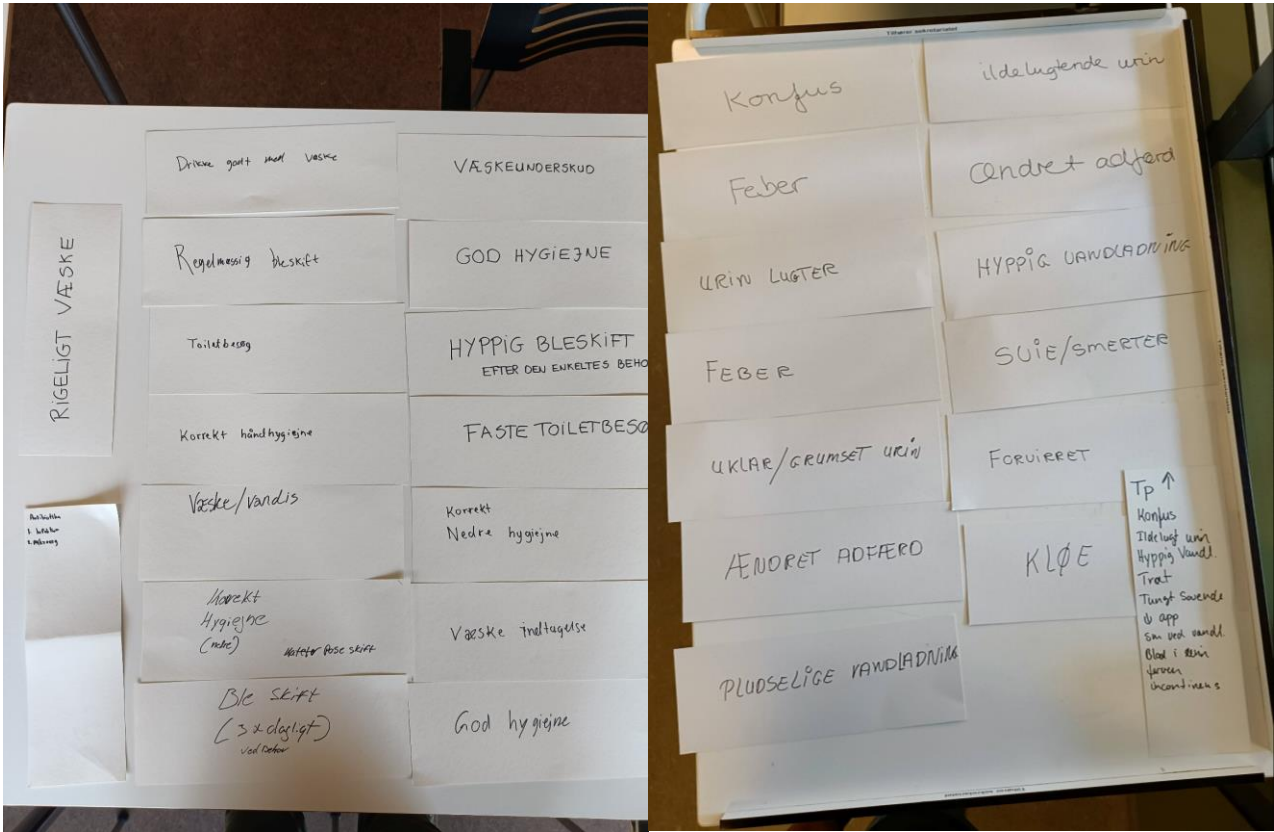 RIGELIGT VÆSKE
Drikke godt med væske
Regelmæssig bleskift
Toiletbesøg
Korrekt håndhygiejne
Væske/vandis
Korrekt
Hygiejne
(nedre)
Kateter Pose skift
Ble skift
(3 x dagligt)
ved behov
VÆSKEUNDERSKUD
GOD HYGIEJNE
HYPPIG BLESKIFT
EFTER DEN ENKELTES BEHO
FASTE TOILETBESØ
Korrekt
Nedre hygiejne
Væske indtagelse
God hygiejne
Konfus
Feber
URIN LUGTER
FEBER
UKLAR/GRUMSET URIN
ÆNDRET ADFÆRD
PLUDSELIGE VANDLADNING
ildelugtende urin
Ændret adfærd
HYPPIG VANDLADNING
SVIE/SMERTER
FORVIRRET
KLØE
Tp ↑
Konfus
Ildelugt urin
Hyppig Vandl.
Træt
Tungt Sovende
↓ app
Sm ved vandl.
Blod i urin
farven
incontinens